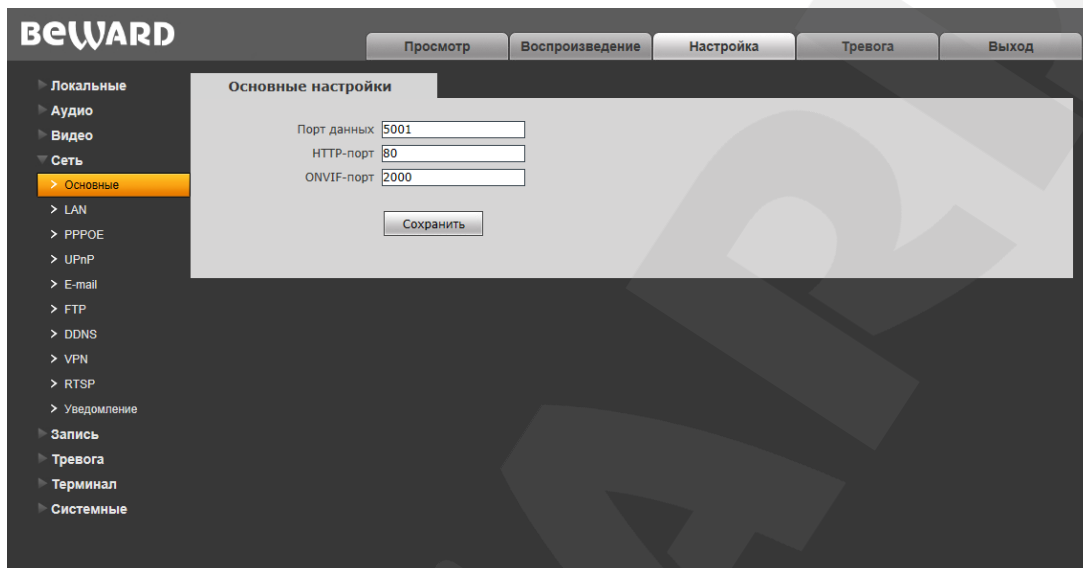 BEWARD
Просмотр Воспроизведение Настройка Тревога Выход
Локальные
Аудио
Видео
Сеть
Основные
LAN
PPPOE
UPnP
E-mail
FTP
DDNS
VPN
RTSP
Уведомление
Запись
Тревога
Терминал
Системные
Основные настройки
Порт данных 5001
HTTP-порт 80
ONVIF-порт 2000
Сохранить